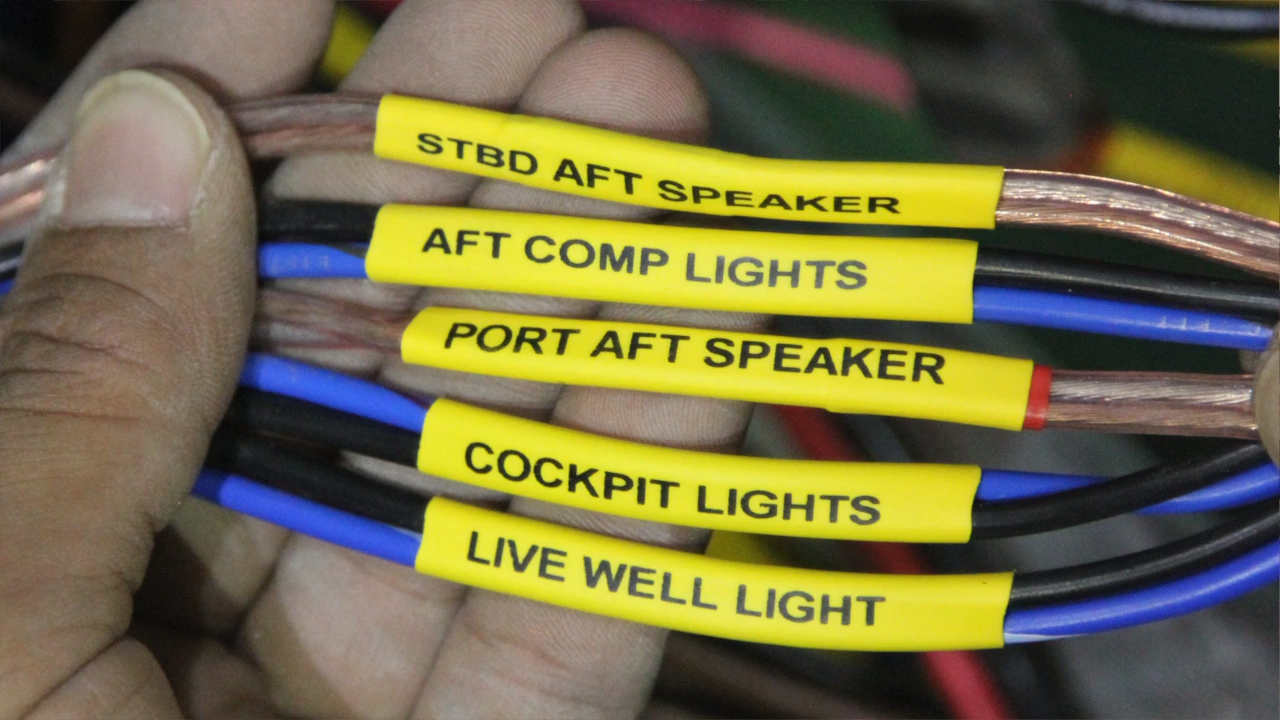 STBD AFT SPEAKER
AFT COMP LIGHTS
PORT AFT SPEAKER
COCKPIT LIGHTS
LIVE WELL LIGHT